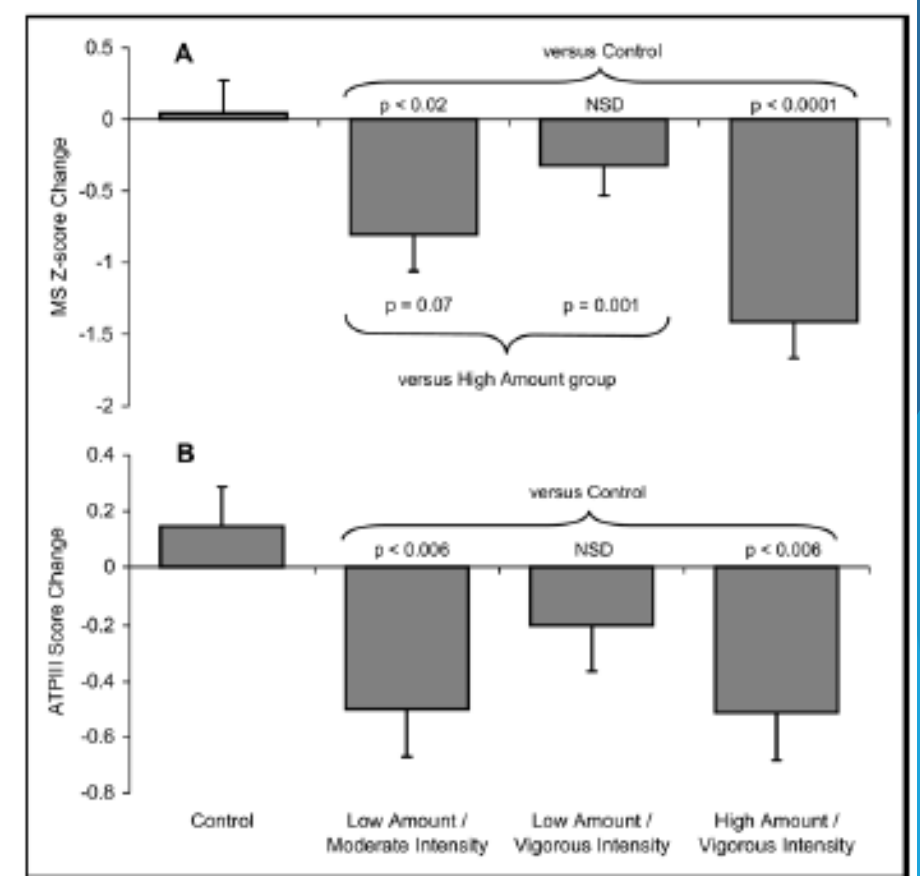 A
0.5
0
-0.5
-1
-1.5
-2
MS Z-score Change
versus Control
p < 0.02 NSD p < 0.0001
p = 0.07 p = 0.001
versus High Amount group
B
0.4
0.2
0
-0.2
-0.4
-0.6
-0.8
ATPIII Score Change
versus Control
p < 0.006 NSD p < 0.006
Control
Low Amount /
Moderate Intensity
Low Amount /
Vigorous Intensity
High Amount /
Vigorous Intensity